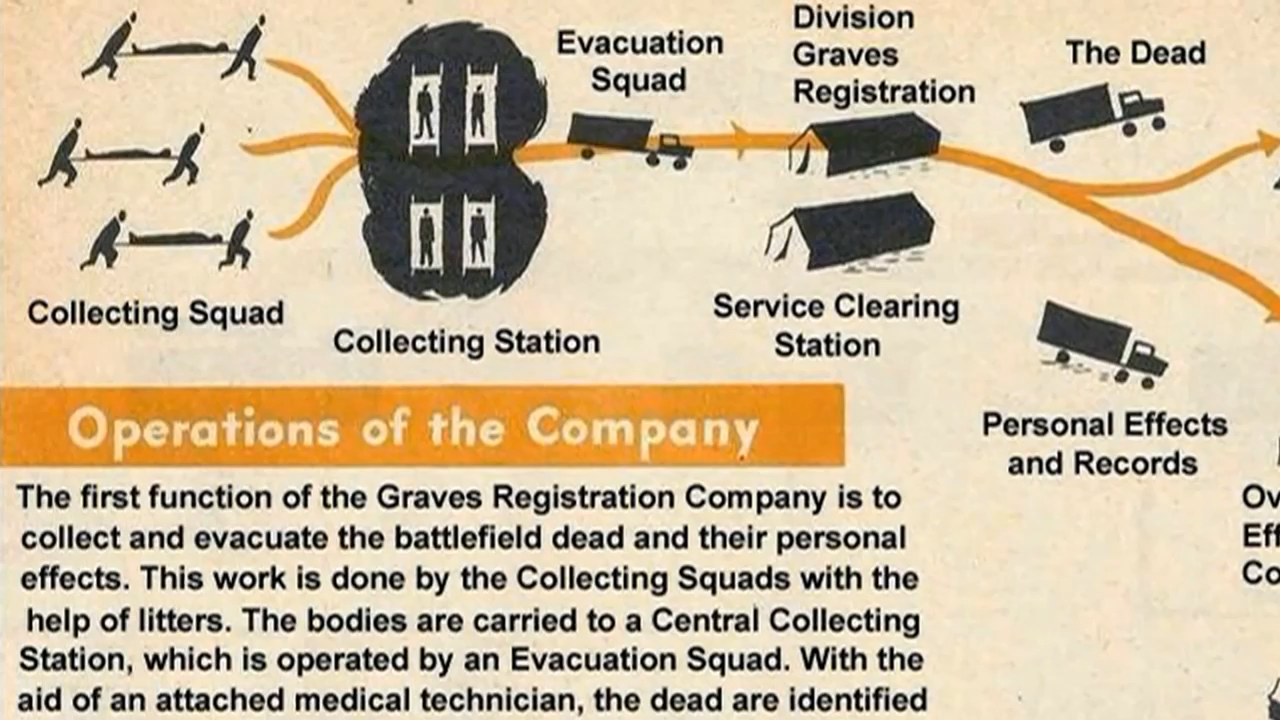 Division
Graves
Registration
Evacuation
Squad
The Dead
Collecting Squad
Collecting Station
Service Clearing
Station
Personal Effects
and Records
Operations of the Company
The first function of the Graves Registration Company is to
collect and evacuate the battlefield dead and their personal
effects. This work is done by the Collecting Squads with the
help of litters. The bodies are carried to a Central Collecting
Station, which is operated by an Evacuation Squad. With the
aid of an attached medical technician, the dead are identified